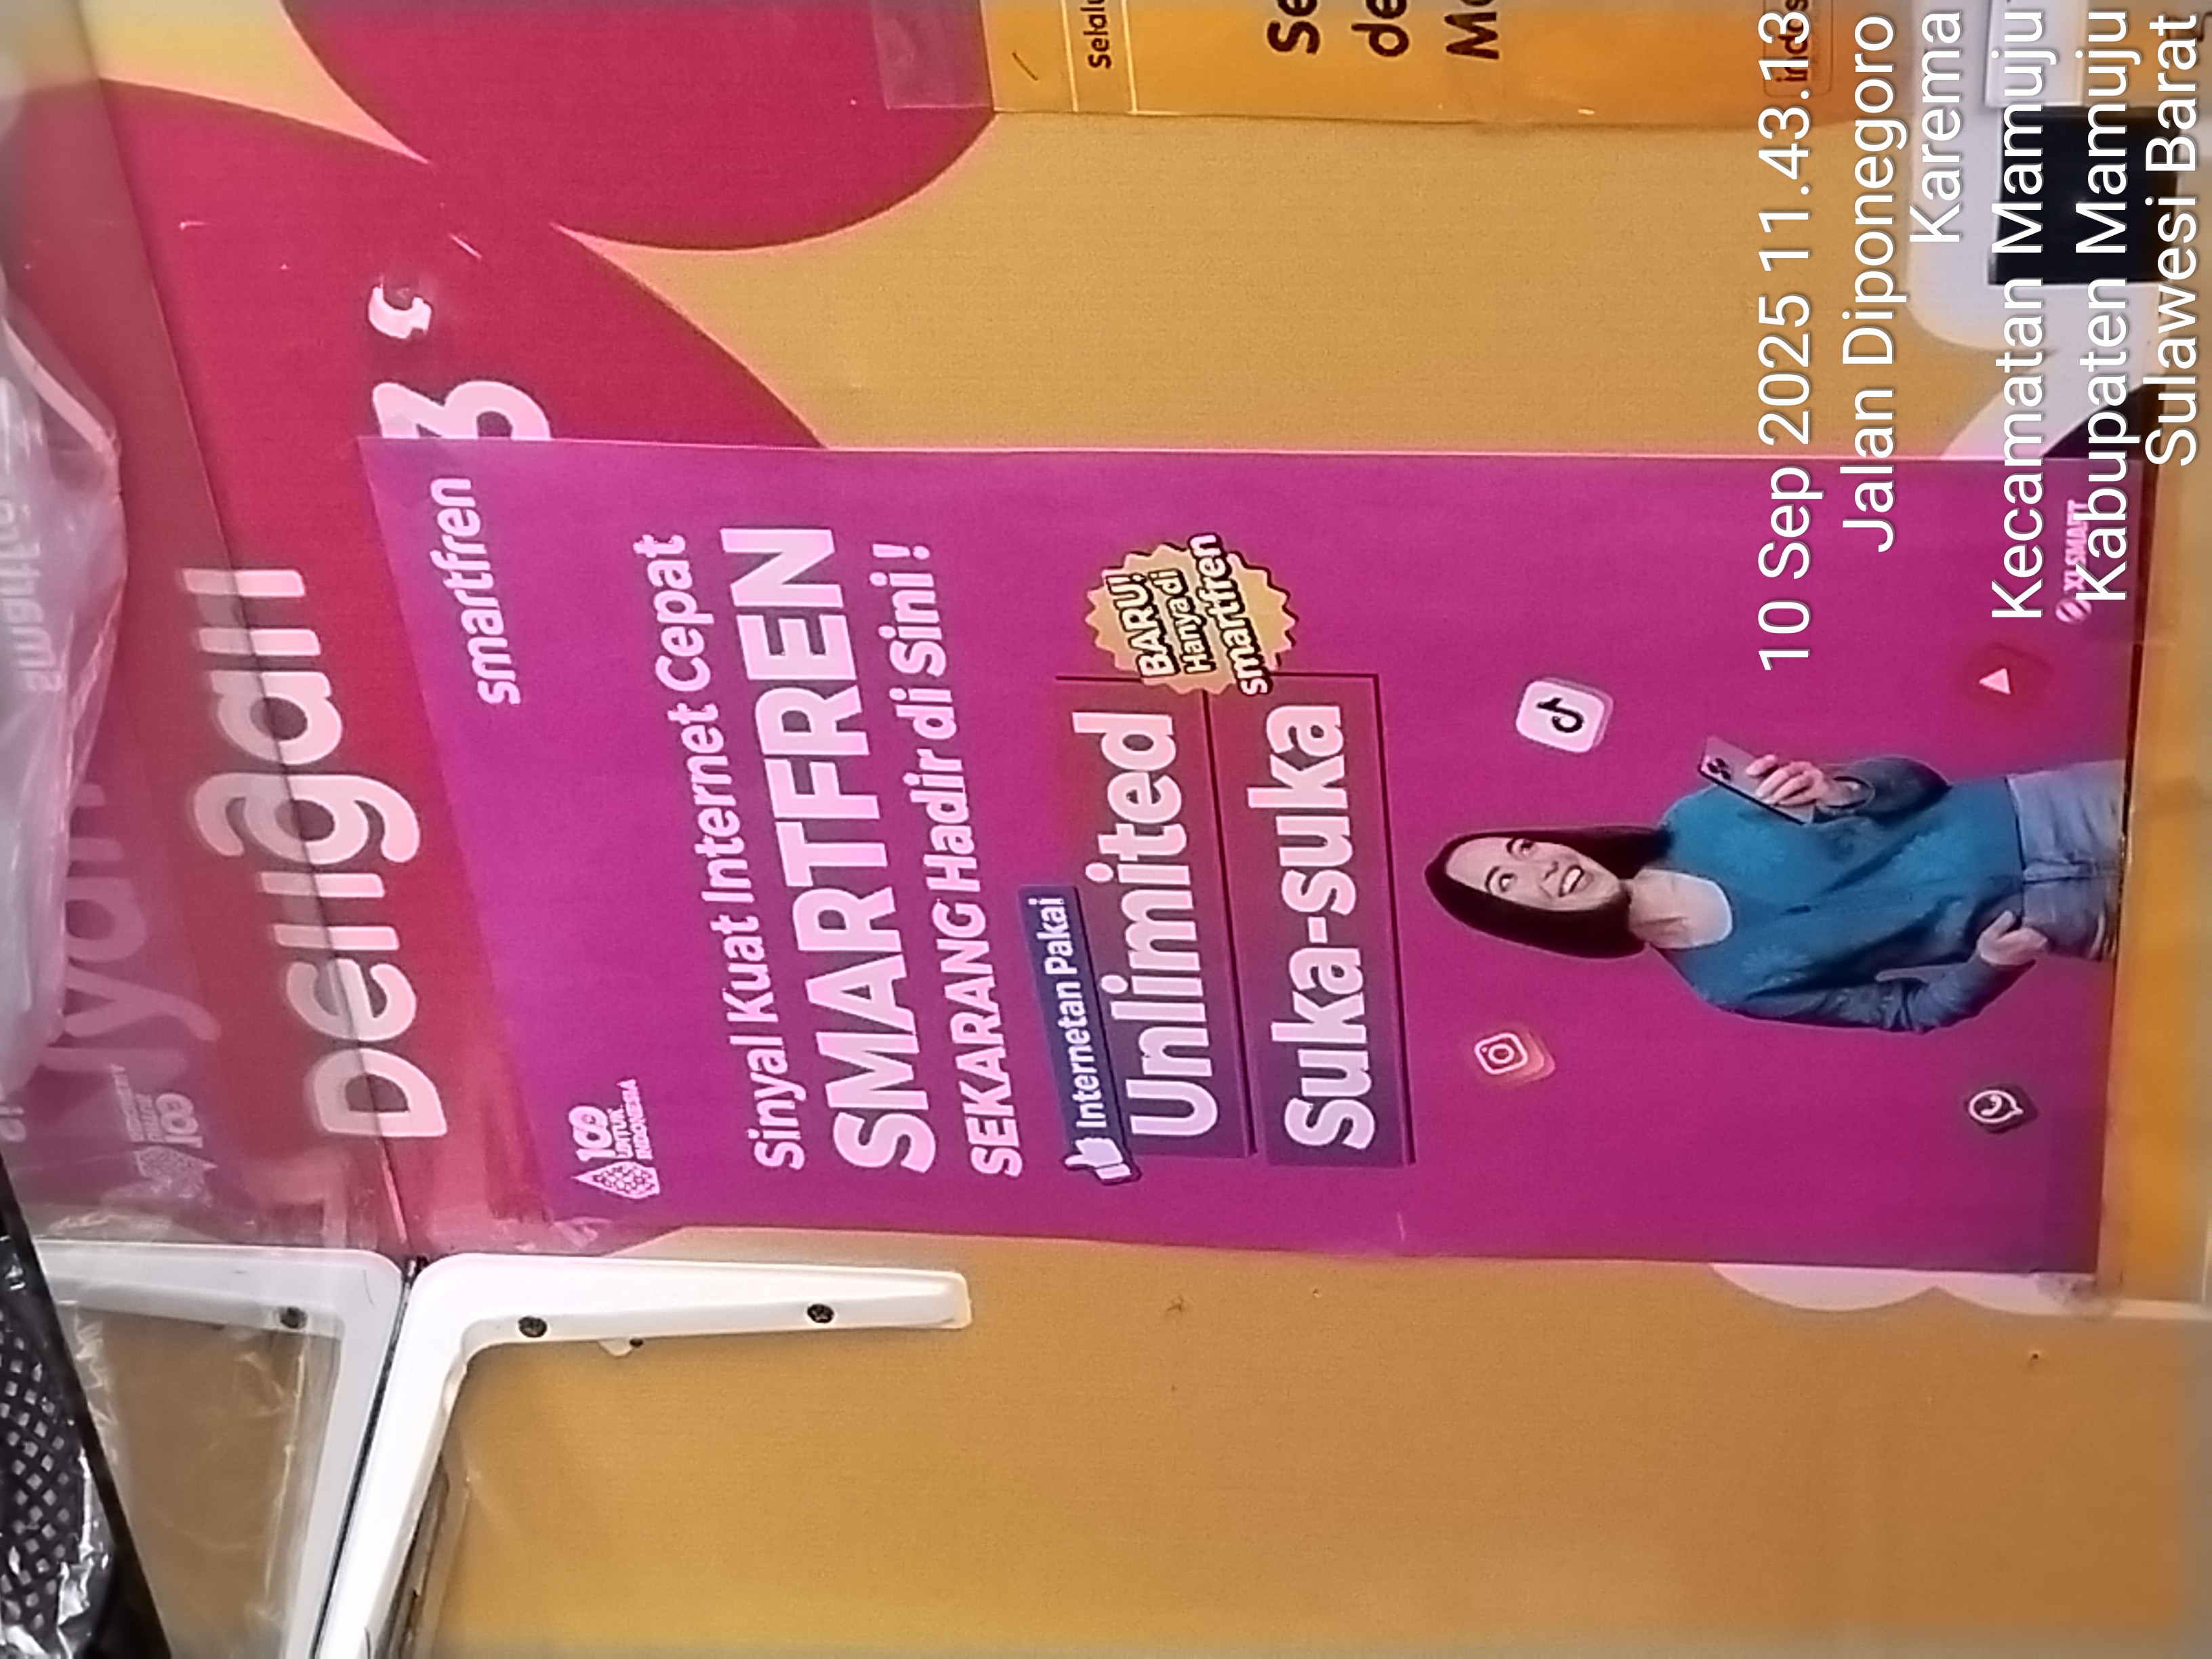 Dengan
3
smartfren
100
UNTUK
INDONESIA
Sinyal Kuat Internet Cepat
SMARTFREN
SEKARANG Hadir di Sini !
Internetan Pakai
Unlimited
Suka-suka
BARU!
Hanya di
smartfren
XLSMART
selalu
10 Sep 2025 11.43.13
Jalan Diponegoro
Karema
Kecamatan Mamuju
Kabupaten Mamuju
Sulawesi Barat